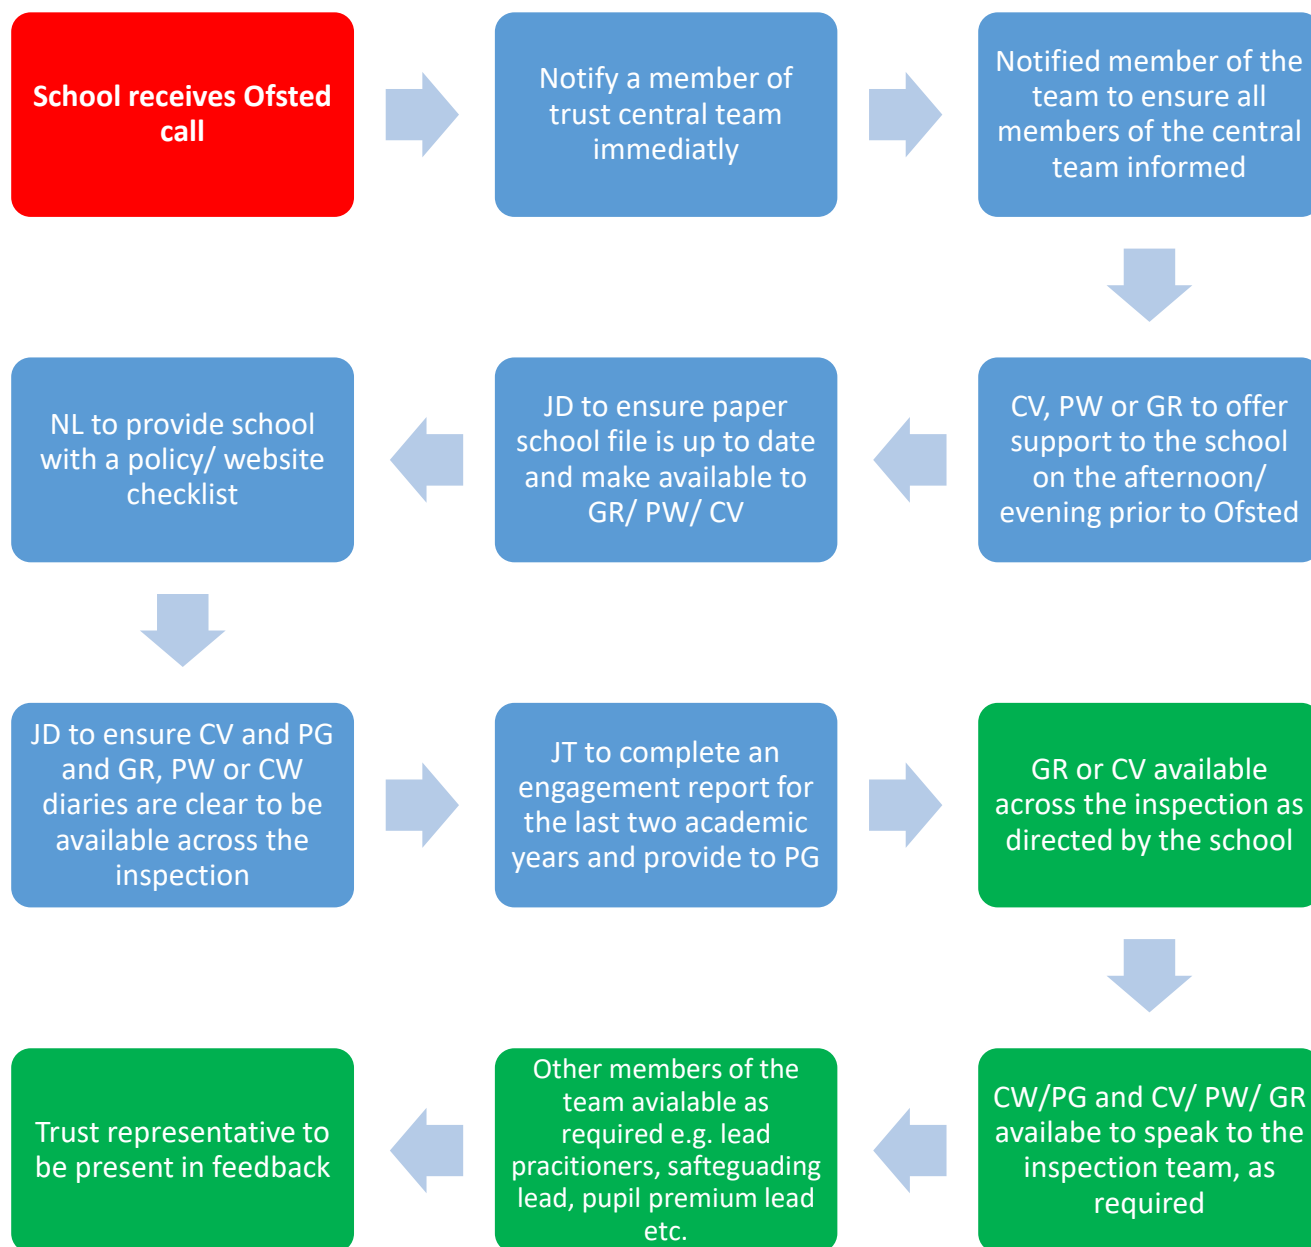 School receives Ofsted
call
Notify a member of
trust central team
immediatly
Notified member of the
team to ensure all
members of the central
team informed
CV, PW or GR to offer
support to the school
on the afternoon/
evening prior to Ofsted
JD to ensure paper
school file is up to date
and make available to
GR/ PW/ CV
NL to provide school
with a policy/ website
checklist
JD to ensure CV and PG
and GR, PW or CW
diaries are clear to be
available across the
inspection
JT to complete an
engagement report for
the last two academic
years and provide to PG
GR or CV available
across the inspection as
directed by the school
CW/PG and CV/ PW/ GR
availabe to speak to the
inspection team, as
required
Other members of the
team avialable as
required e.g. lead
pracitioners, safteguading
lead, pupil premium lead
etc.
Trust representative to
be present in feedback